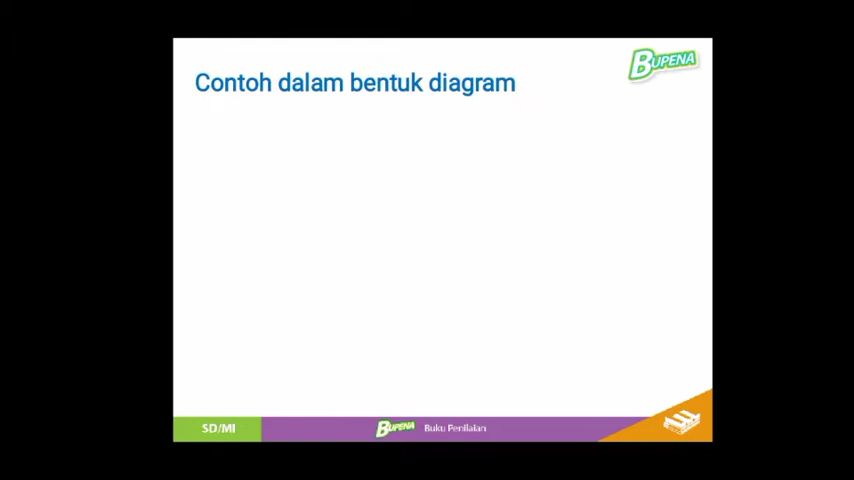 BUPENA
Contoh dalam bentuk diagram
SD/MI
BUPENA
Buku Penilaian